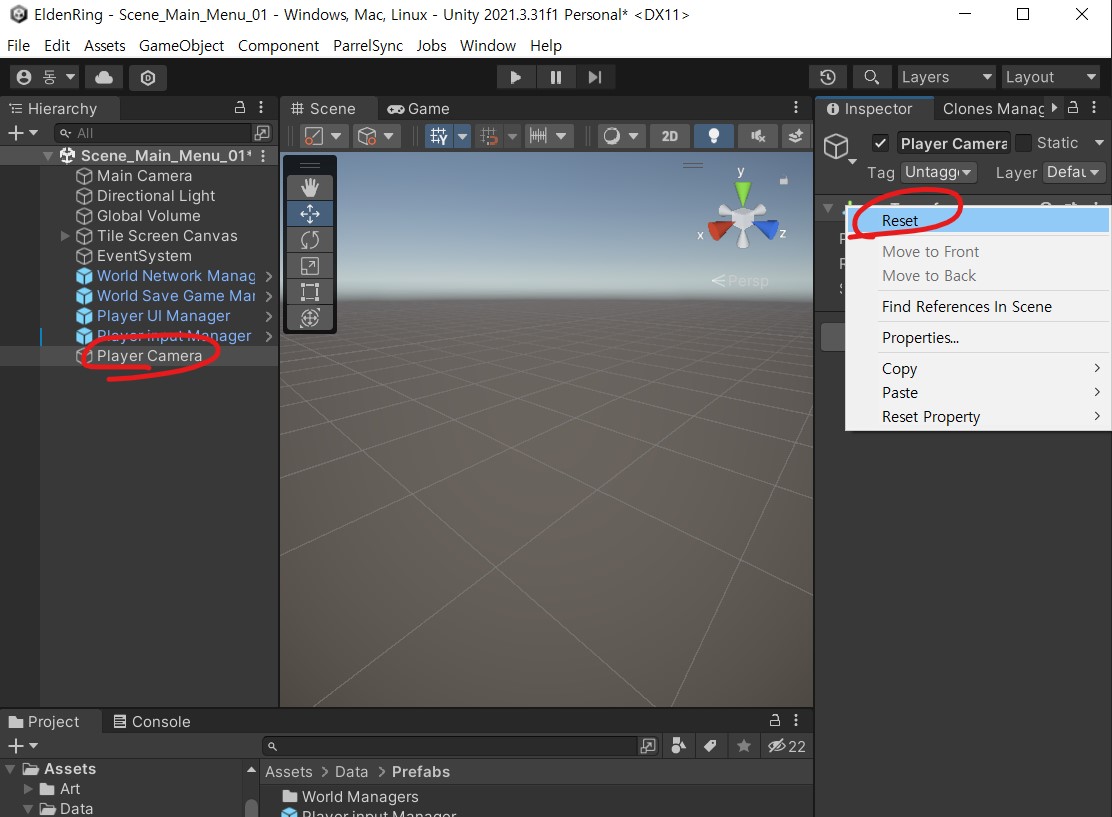 EldenRing - Scene_Main_Menu_01 - Windows, Mac, Linux - Unity 2021.3.31f1 Personal* <DX11>
File Edit Assets GameObject Component ParrelSync Jobs Window Help
동 Layers Layout
Hierarchy
All
Scene_Main_Menu_01*
Main Camera
Directional Light
Global Volume
Tile Screen Canvas
EventSystem
World Network Manag
World Save Game Mar
Player UI Manager
Player input Manager
Player Camera
Scene Game
2D
y
x
z
Persp
Inspector Clones Manag
Player Camera Static
Tag Untagg Layer Defau
Reset
Move to Front
Move to Back
Find References In Scene
Properties...
Copy
Paste
Reset Property
Project Console
22
Assets
Art
Data
Assets > Data > Prefabs
World Managers
Player input Manager